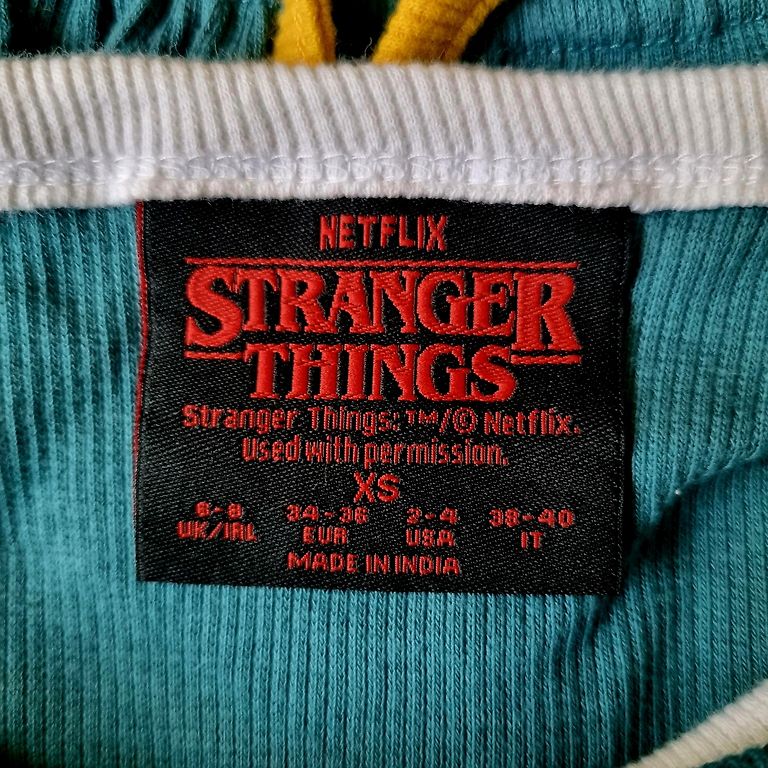 NETFLIX
STRANGER
THINGS
Stranger Things: ™/© Netflix.
Used with permission.
XS
6-8 34-36 2-4 38-40
UK/IRL EUR USA IT
MADE IN INDIA